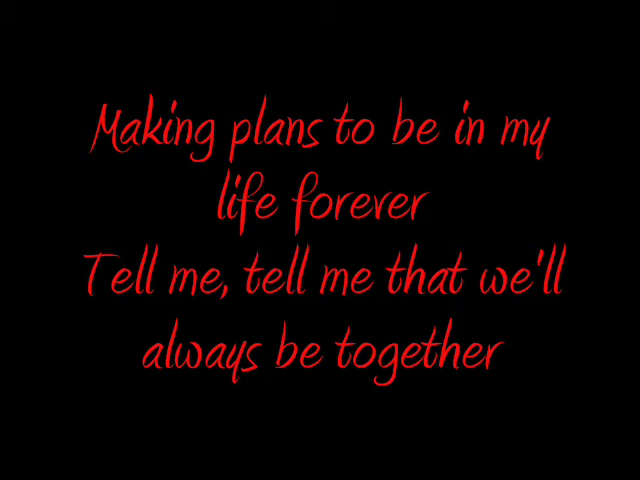 Making plans to be in my
life forever
Tell me, tell me that we'll
always be together